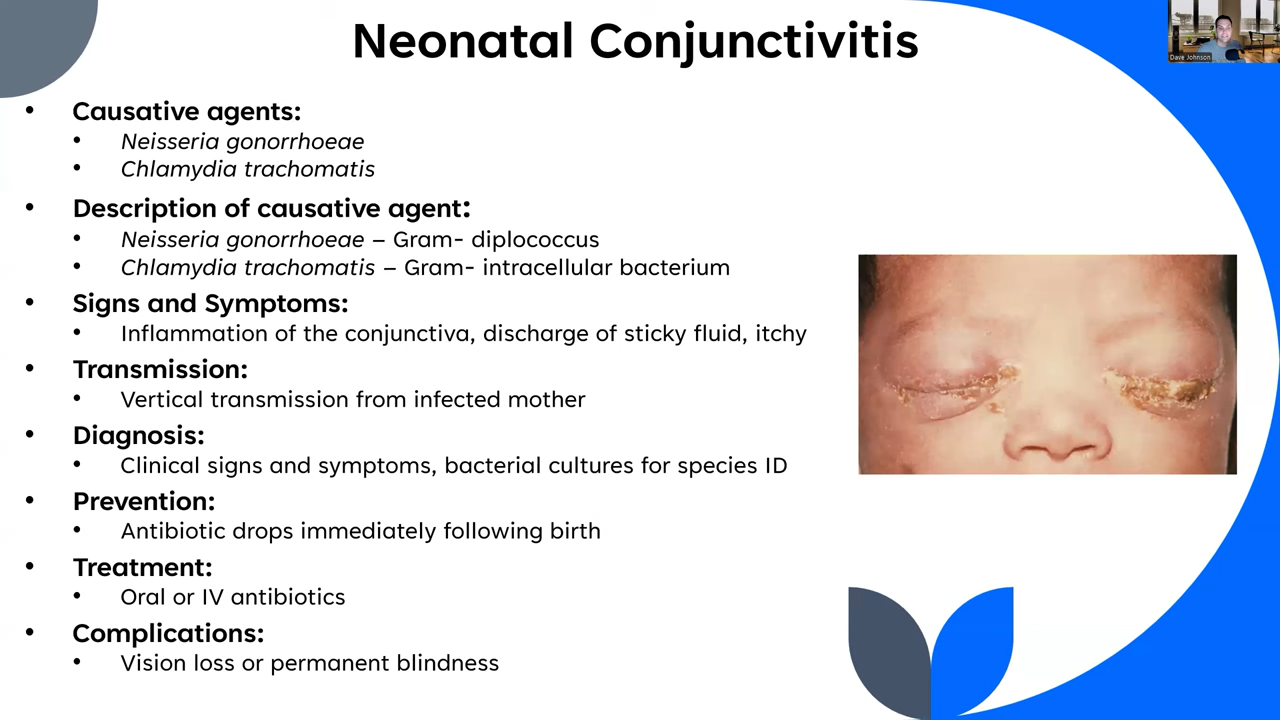 Neonatal Conjunctivitis
Dave Johnson
• Causative agents:
• Neisseria gonorrhoeae
• Chlamydia trachomatis
• Description of causative agent:
• Neisseria gonorrhoeae – Gram- diplococcus
• Chlamydia trachomatis – Gram- intracellular bacterium
• Signs and Symptoms:
• Inflammation of the conjunctiva, discharge of sticky fluid, itchy
• Transmission:
• Vertical transmission from infected mother
• Diagnosis:
• Clinical signs and symptoms, bacterial cultures for species ID
• Prevention:
• Antibiotic drops immediately following birth
• Treatment:
• Oral or IV antibiotics
• Complications:
• Vision loss or permanent blindness